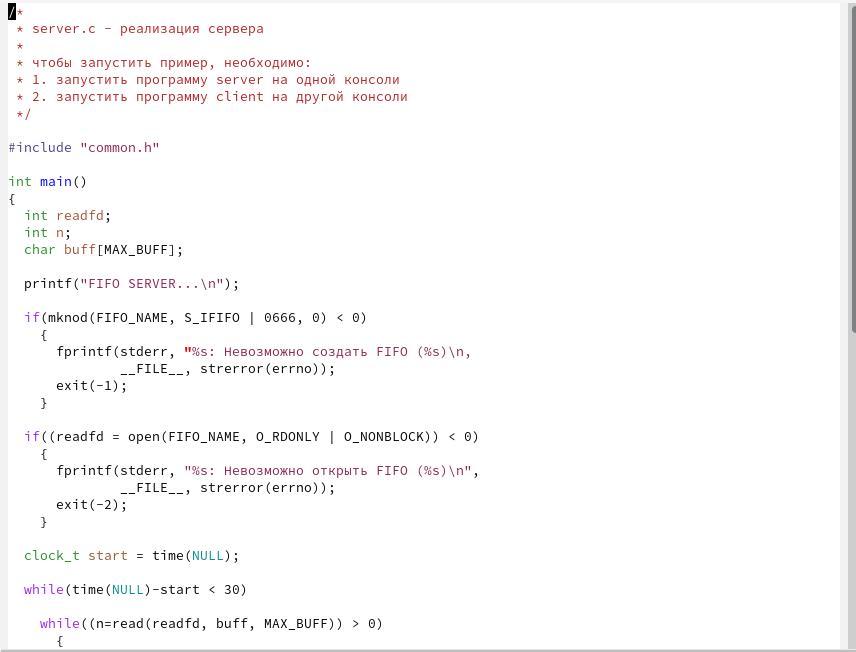 /*
 * server.c - реализация сервера
 *
 * чтобы запустить пример, необходимо:
 * 1. запустить программу server на одной консоли
 * 2. запустить программу client на другой консоли
 */

#include "common.h"

int main()
{
  int readfd;
  int n;
  char buff[MAX_BUFF];

  printf("FIFO SERVER...\n");

  if(mknod(FIFO_NAME, S_IFIFO | 0666, 0) < 0)
    {
      fprintf(stderr, "%s: Невозможно создать FIFO (%s)\n,
              __FILE__, strerror(errno));
      exit(-1);
    }

  if((readfd = open(FIFO_NAME, O_RDONLY | O_NONBLOCK)) < 0)
    {
      fprintf(stderr, "%s: Невозможно открыть FIFO (%s)\n",
              __FILE__, strerror(errno));
      exit(-2);
    }

  clock_t start = time(NULL);

  while(time(NULL)-start < 30)

    while((n=read(readfd, buff, MAX_BUFF)) > 0)
      {